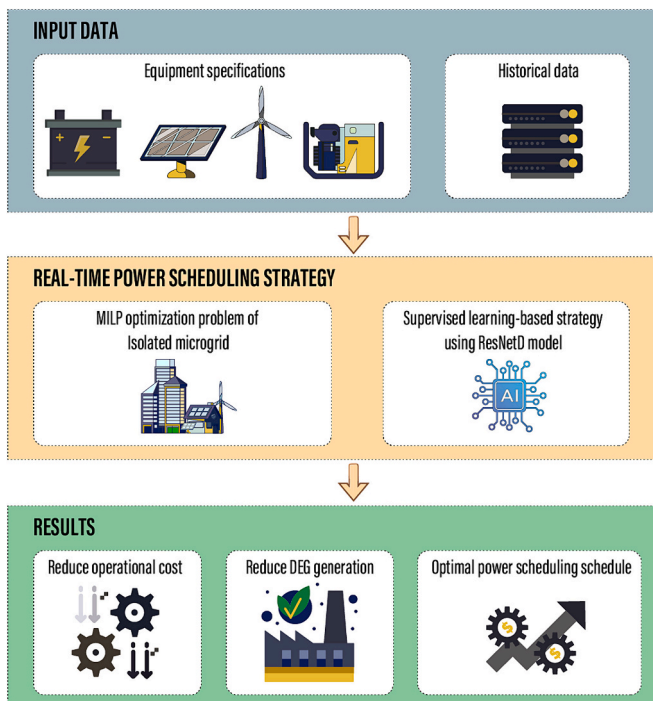 INPUT DATA
Equipment specifications
+ −
Historical data
REAL-TIME POWER SCHEDULING STRATEGY
MILP optimization problem of
Isolated microgrid
Supervised learning-based strategy
using ResNetD model
AI
RESULTS
Reduce operational cost
Reduce DEG generation
Optimal power scheduling schedule
$
$